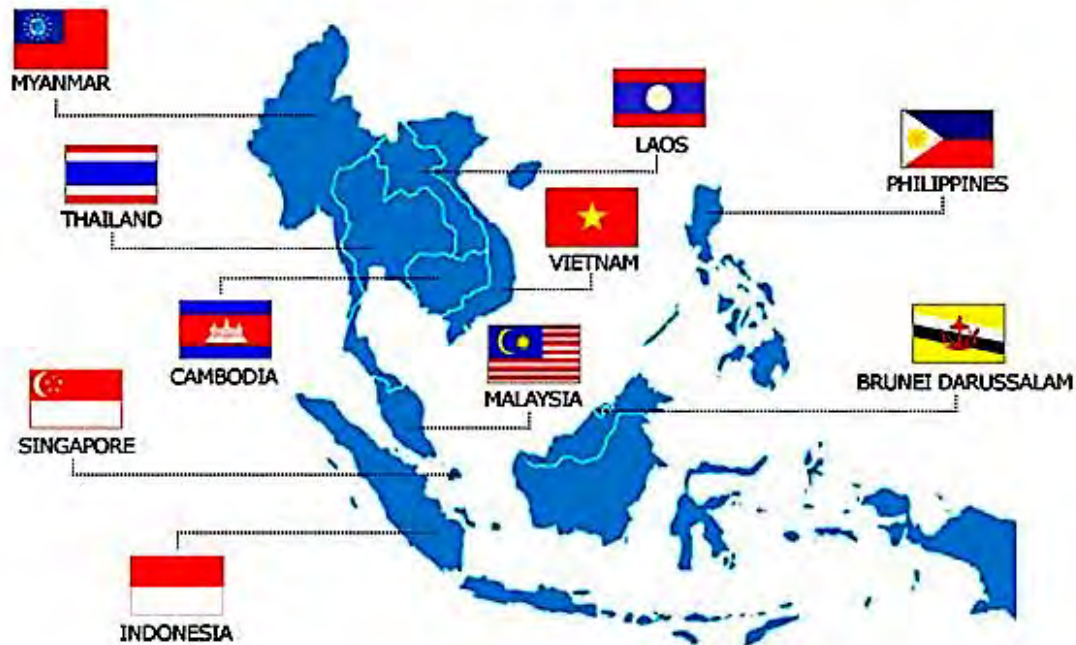 MYANMAR
LAOS
PHILIPPINES
THAILAND
VIETNAM
CAMBODIA
MALAYSIA
BRUNEI DARUSSALAM
SINGAPORE
INDONESIA